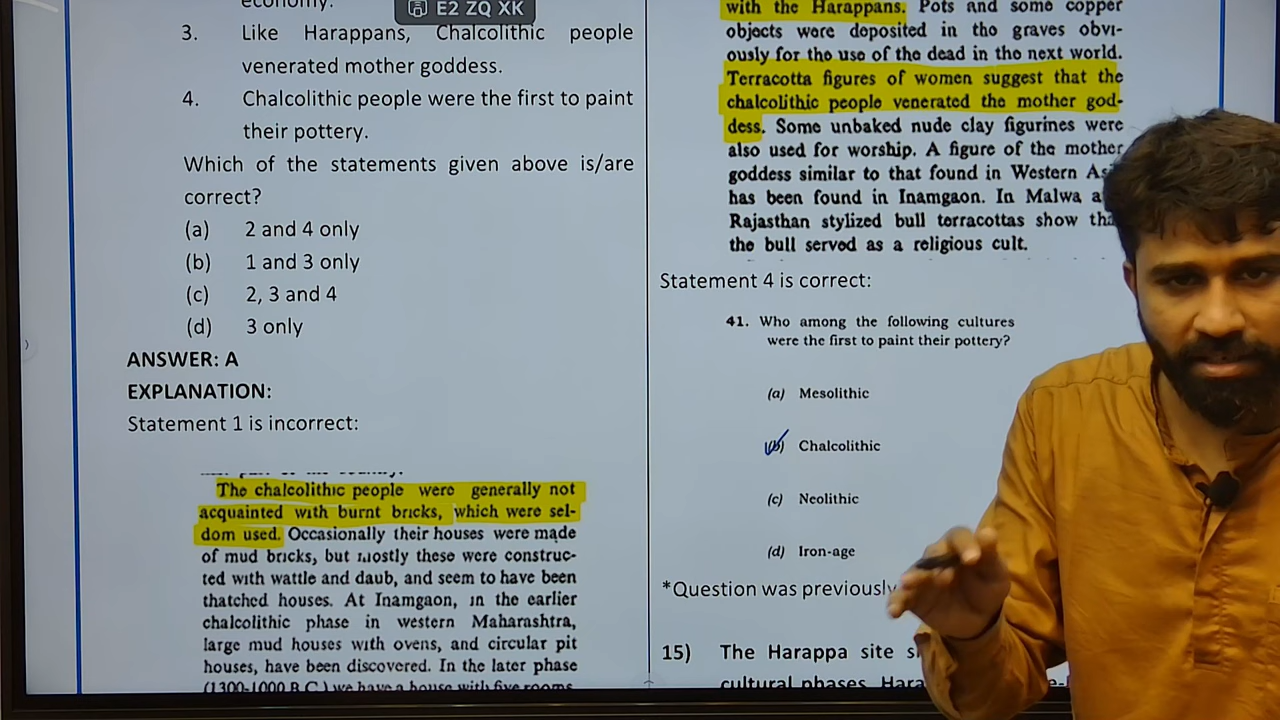 economy.
E2 ZQ XK
3. Like Harappans, Chalcolithic people
venerated mother goddess.
4. Chalcolithic people were the first to paint
their pottery.
Which of the statements given above is/are
correct?
(a) 2 and 4 only
(b) 1 and 3 only
(c) 2, 3 and 4
(d) 3 only
ANSWER: A
EXPLANATION:
Statement 1 is incorrect:
The chalcolithic people were generally not
acquainted with burnt bricks, which were sel-
dom used. Occasionally their houses were made
of mud bricks, but mostly these were construc-
ted with wattle and daub, and seem to have been
thatched houses. At Inamgaon, in the earlier
chalcolithic phase in western Maharashtra,
large mud houses with ovens, and circular pit
houses, have been discovered. In the later phase
(1300-1000 B.C.) we have a house with five rooms,
with the Harappans. Pots and some copper
objects were deposited in the graves obvi-
ously for the use of the dead in the next world.
Terracotta figures of women suggest that the
chalcolithic people venerated the mother god-
dess. Some unbaked nude clay figurines were
also used for worship. A figure of the mother
goddess similar to that found in Western
has been found in Inamgaon. In Malwa
Rajasthan stylized bull terracottas show
the bull served as a religious cult.
Statement 4 is correct:
41. Who among the following cultures
were the first to paint their pottery?
(a) Mesolithic
(b) Chalcolithic
(c) Neolithic
(d) Iron-age
*Question was previously
15) The Harappa site
cultural phases,